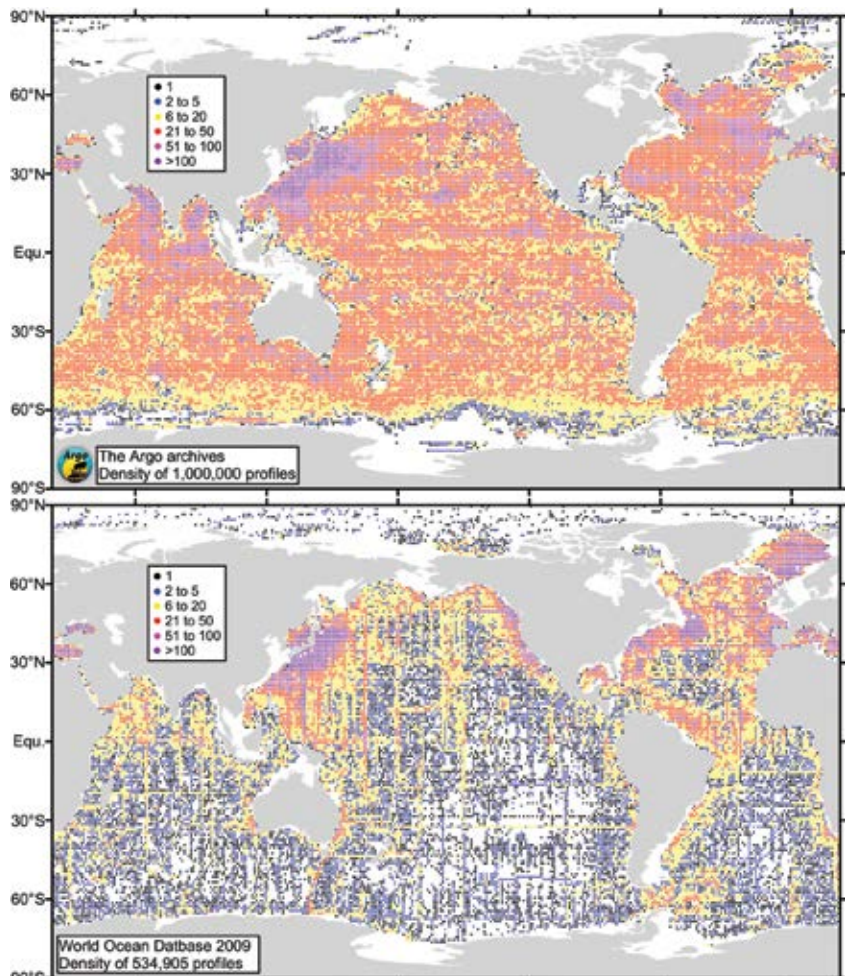 90°N
60°N
30°N
Equ.
30°S
60°S
90°S
1
2 to 5
6 to 20
21 to 50
51 to 100
>100
Argo
The Argo archives
Density of 1,000,000 profiles
90°N
60°N
30°N
Equ.
30°S
60°S
90°S
1
2 to 5
6 to 20
21 to 50
51 to 100
>100
World Ocean Datbase 2009
Density of 534,905 profiles